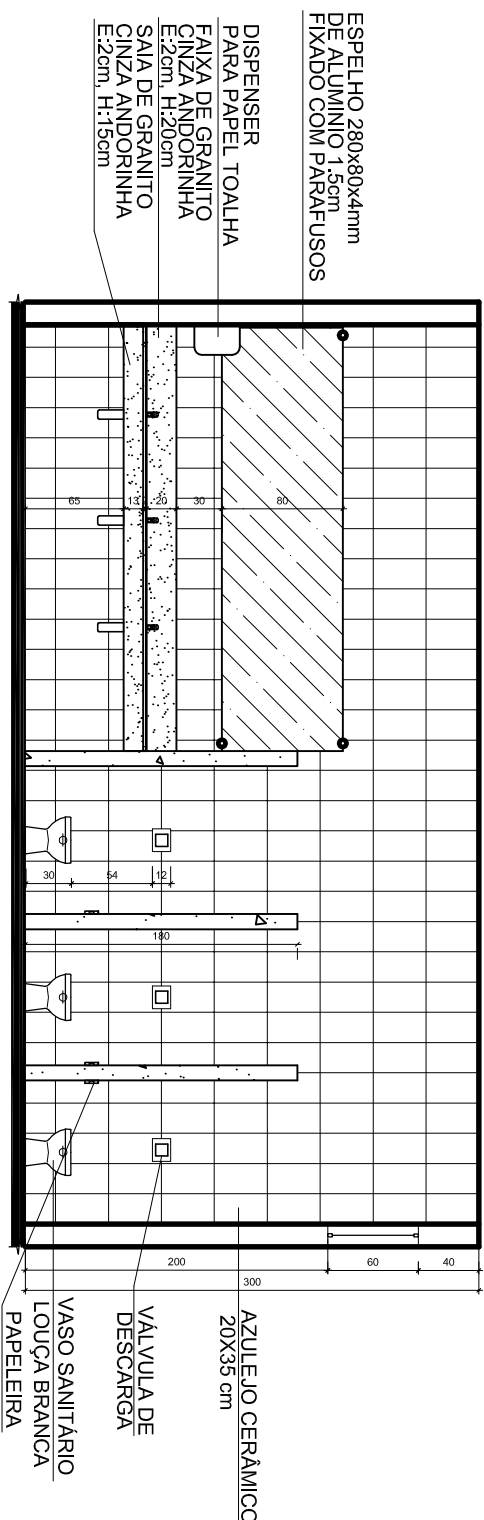 ESPELHO 280x80x4mm
DE ALUMINIO 1.5cm
FIXADO COM PARAFUSOS
DISPENSER
PARA PAPEL TOALHA
FAIXA DE GRANITO
CINZA ANDORINHA
E:2cm, H:20cm
SAIA DE GRANITO
CINZA ANDORINHA
E:2cm, H:15cm
65
13
20
30
80
30
54
12
180
200
60
40
300
AZULEJO CERÂMICO
20X35 cm
VÁLVULA DE
DESCARGA
VASO SANITÁRIO
LOUÇA BRANCA
PAPELEIRA